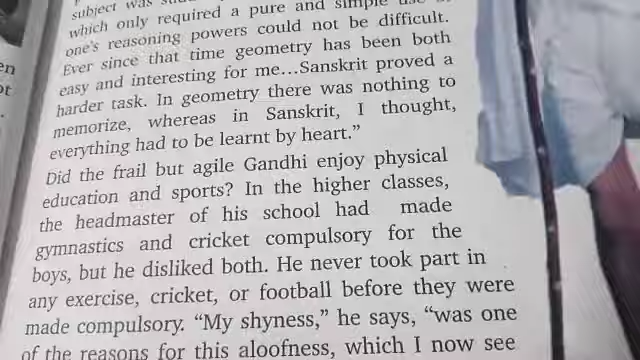 subject was
which only required a pure and simple use of
one's reasoning powers could not be difficult.
Ever since that time geometry has been both
easy and interesting for me...Sanskrit proved a
harder task. In geometry there was nothing to
memorize, whereas in Sanskrit, I thought,
everything had to be learnt by heart.”
Did the frail but agile Gandhi enjoy physical
education and sports? In the higher classes,
the headmaster of his school had made
gymnastics and cricket compulsory for the
boys, but he disliked both. He never took part in
any exercise, cricket, or football before they were
made compulsory. “My shyness,” he says, “was one
of the reasons for this aloofness, which I now see